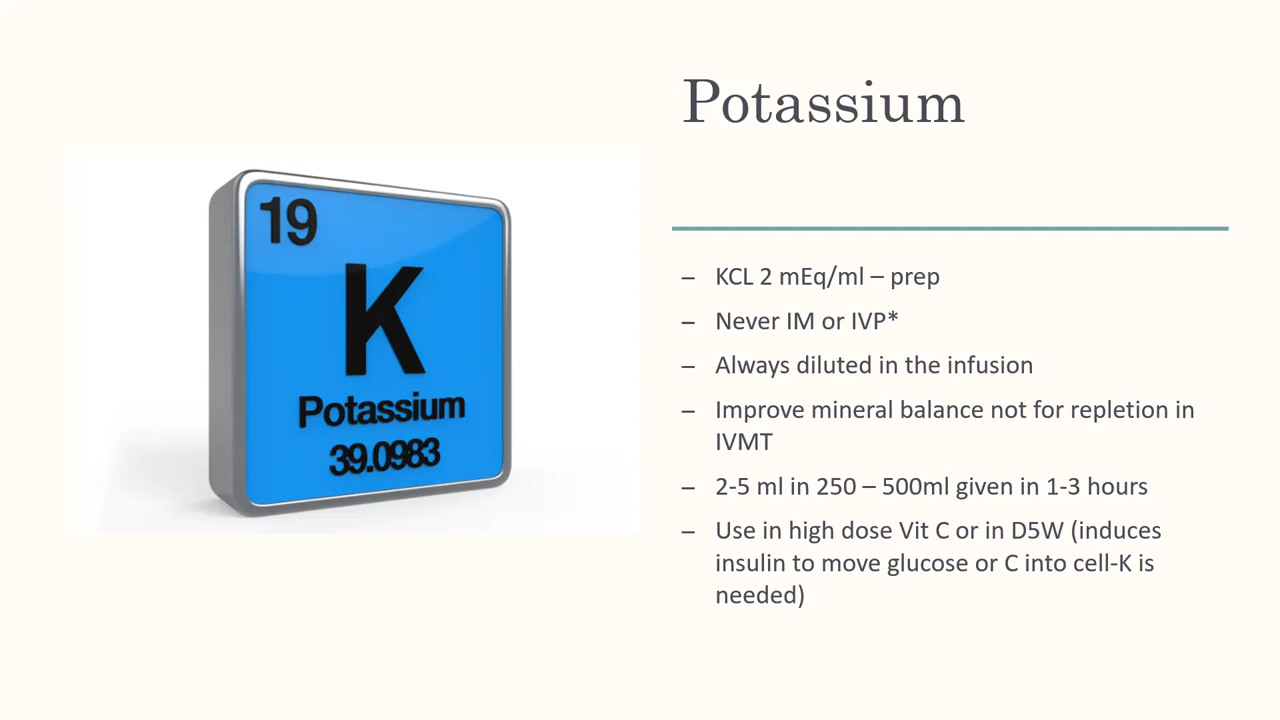 Potassium
19
K
Potassium
39.0983
– KCL 2 mEq/ml – prep
– Never IM or IVP*
– Always diluted in the infusion
– Improve mineral balance not for repletion in
IVMT
– 2-5 ml in 250 – 500ml given in 1-3 hours
– Use in high dose Vit C or in D5W (induces
insulin to move glucose or C into cell-K is
needed)